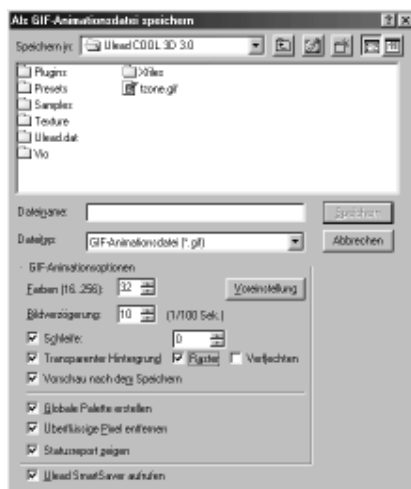 Als GIF-Animationsdatei speichern
Speichern in: Ulead COOL 3D 3.0
Plugins
Presets
Samples
Texture
Ulead.dat
Vio
Xfiles
tzone.gif
Dateiname: Speichern
Dateityp: GIF-Animationsdatei (*.gif) Abbrechen
GIF-Animationsoptionen
Farben (16..256): 32 Voreinstellung
Bildverzögerung: 10 (1/100 Sek.)
Schleife: 0
Transparenter Hintergrund Raster Verflechten
Vorschau nach dem Speichern
Globale Palette erstellen
Überflüssige Pixel entfernen
Statusreport zeigen
Ulead SmartSaver aufrufen